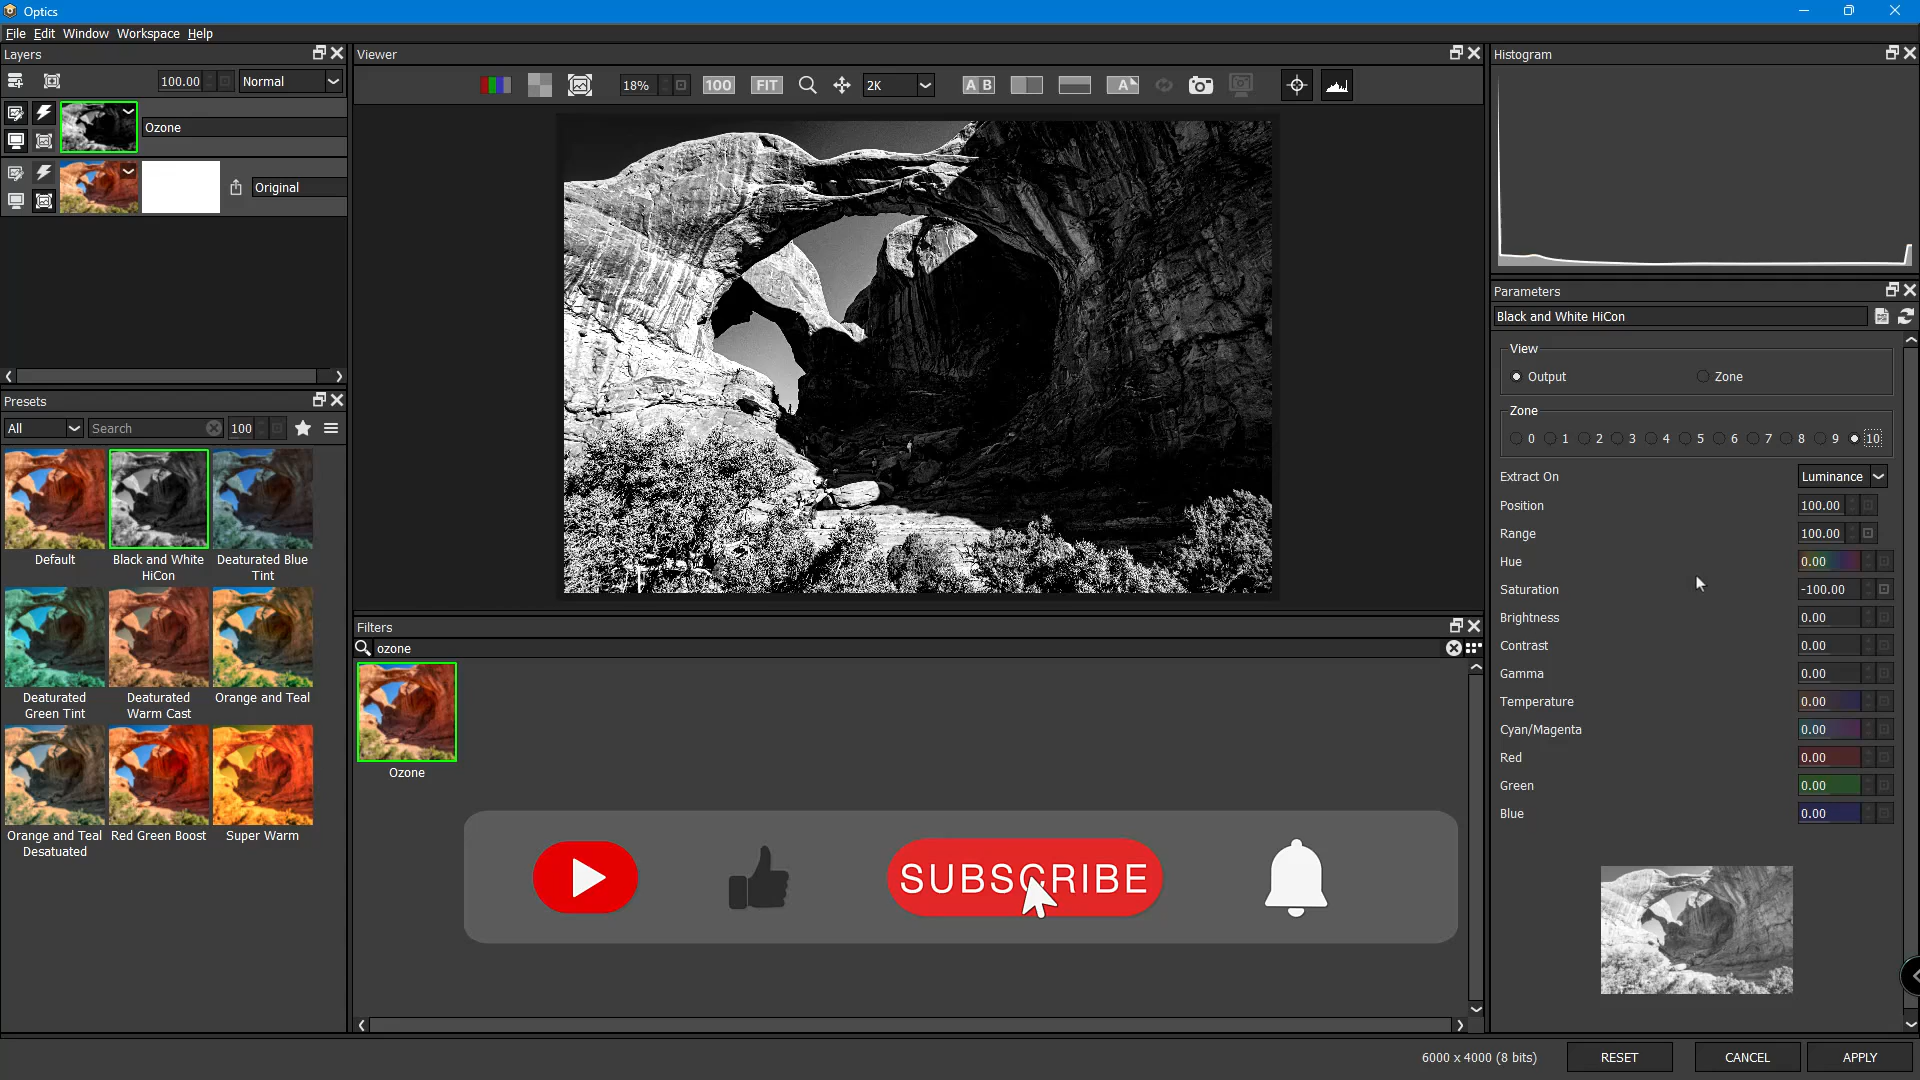 Optics
File Edit Window Workspace Help
Layers
100.00 Normal
Ozone
Original
Presets
All Search 100
Default
Black and White HiCon
Deaturated Blue Tint
Deaturated Green Tint
Deaturated Warm Cast
Orange and Teal
Orange and Teal Desatuated
Red Green Boost
Super Warm
Viewer
18% 100 FIT 2K A B A
Filters
ozone
Ozone
SUBSCRIBE
Histogram
Parameters
Black and White HiCon
View
Output Zone
Zone
0 1 2 3 4 5 6 7 8 9 10
Extract On Luminance
Position 100.00
Range 100.00
Hue 0.00
Saturation -100.00
Brightness 0.00
Contrast 0.00
Gamma 0.00
Temperature 0.00
Cyan/Magenta 0.00
Red 0.00
Green 0.00
Blue 0.00
6000 x 4000 (8 bits) RESET CANCEL APPLY